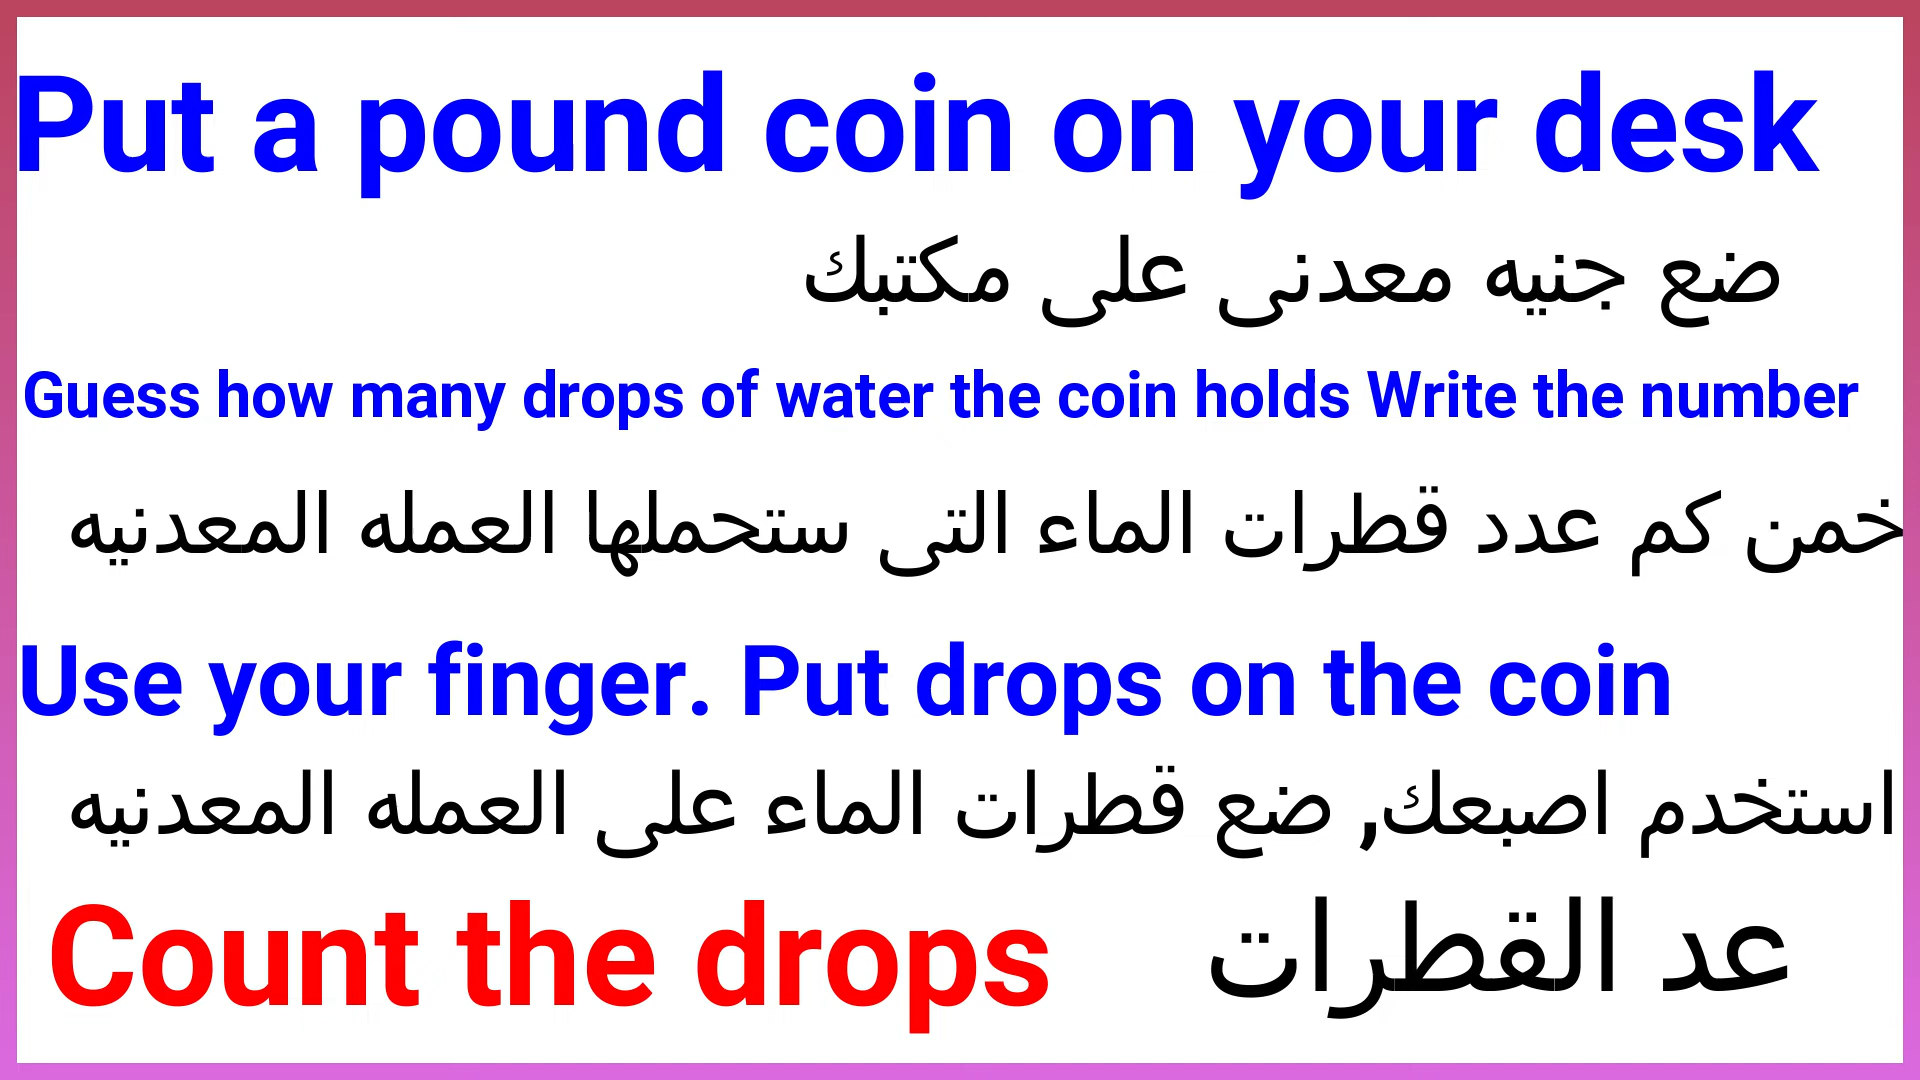 Put a pound coin on your desk
ضع جنيه معدنى على مكتبك
Guess how many drops of water the coin holds Write the number
خمن كم عدد قطرات الماء التى ستحملها العمله المعدنيه
Use your finger. Put drops on the coin
استخدم اصبعك, ضع قطرات الماء على العمله المعدنيه
Count the drops عد القطرات